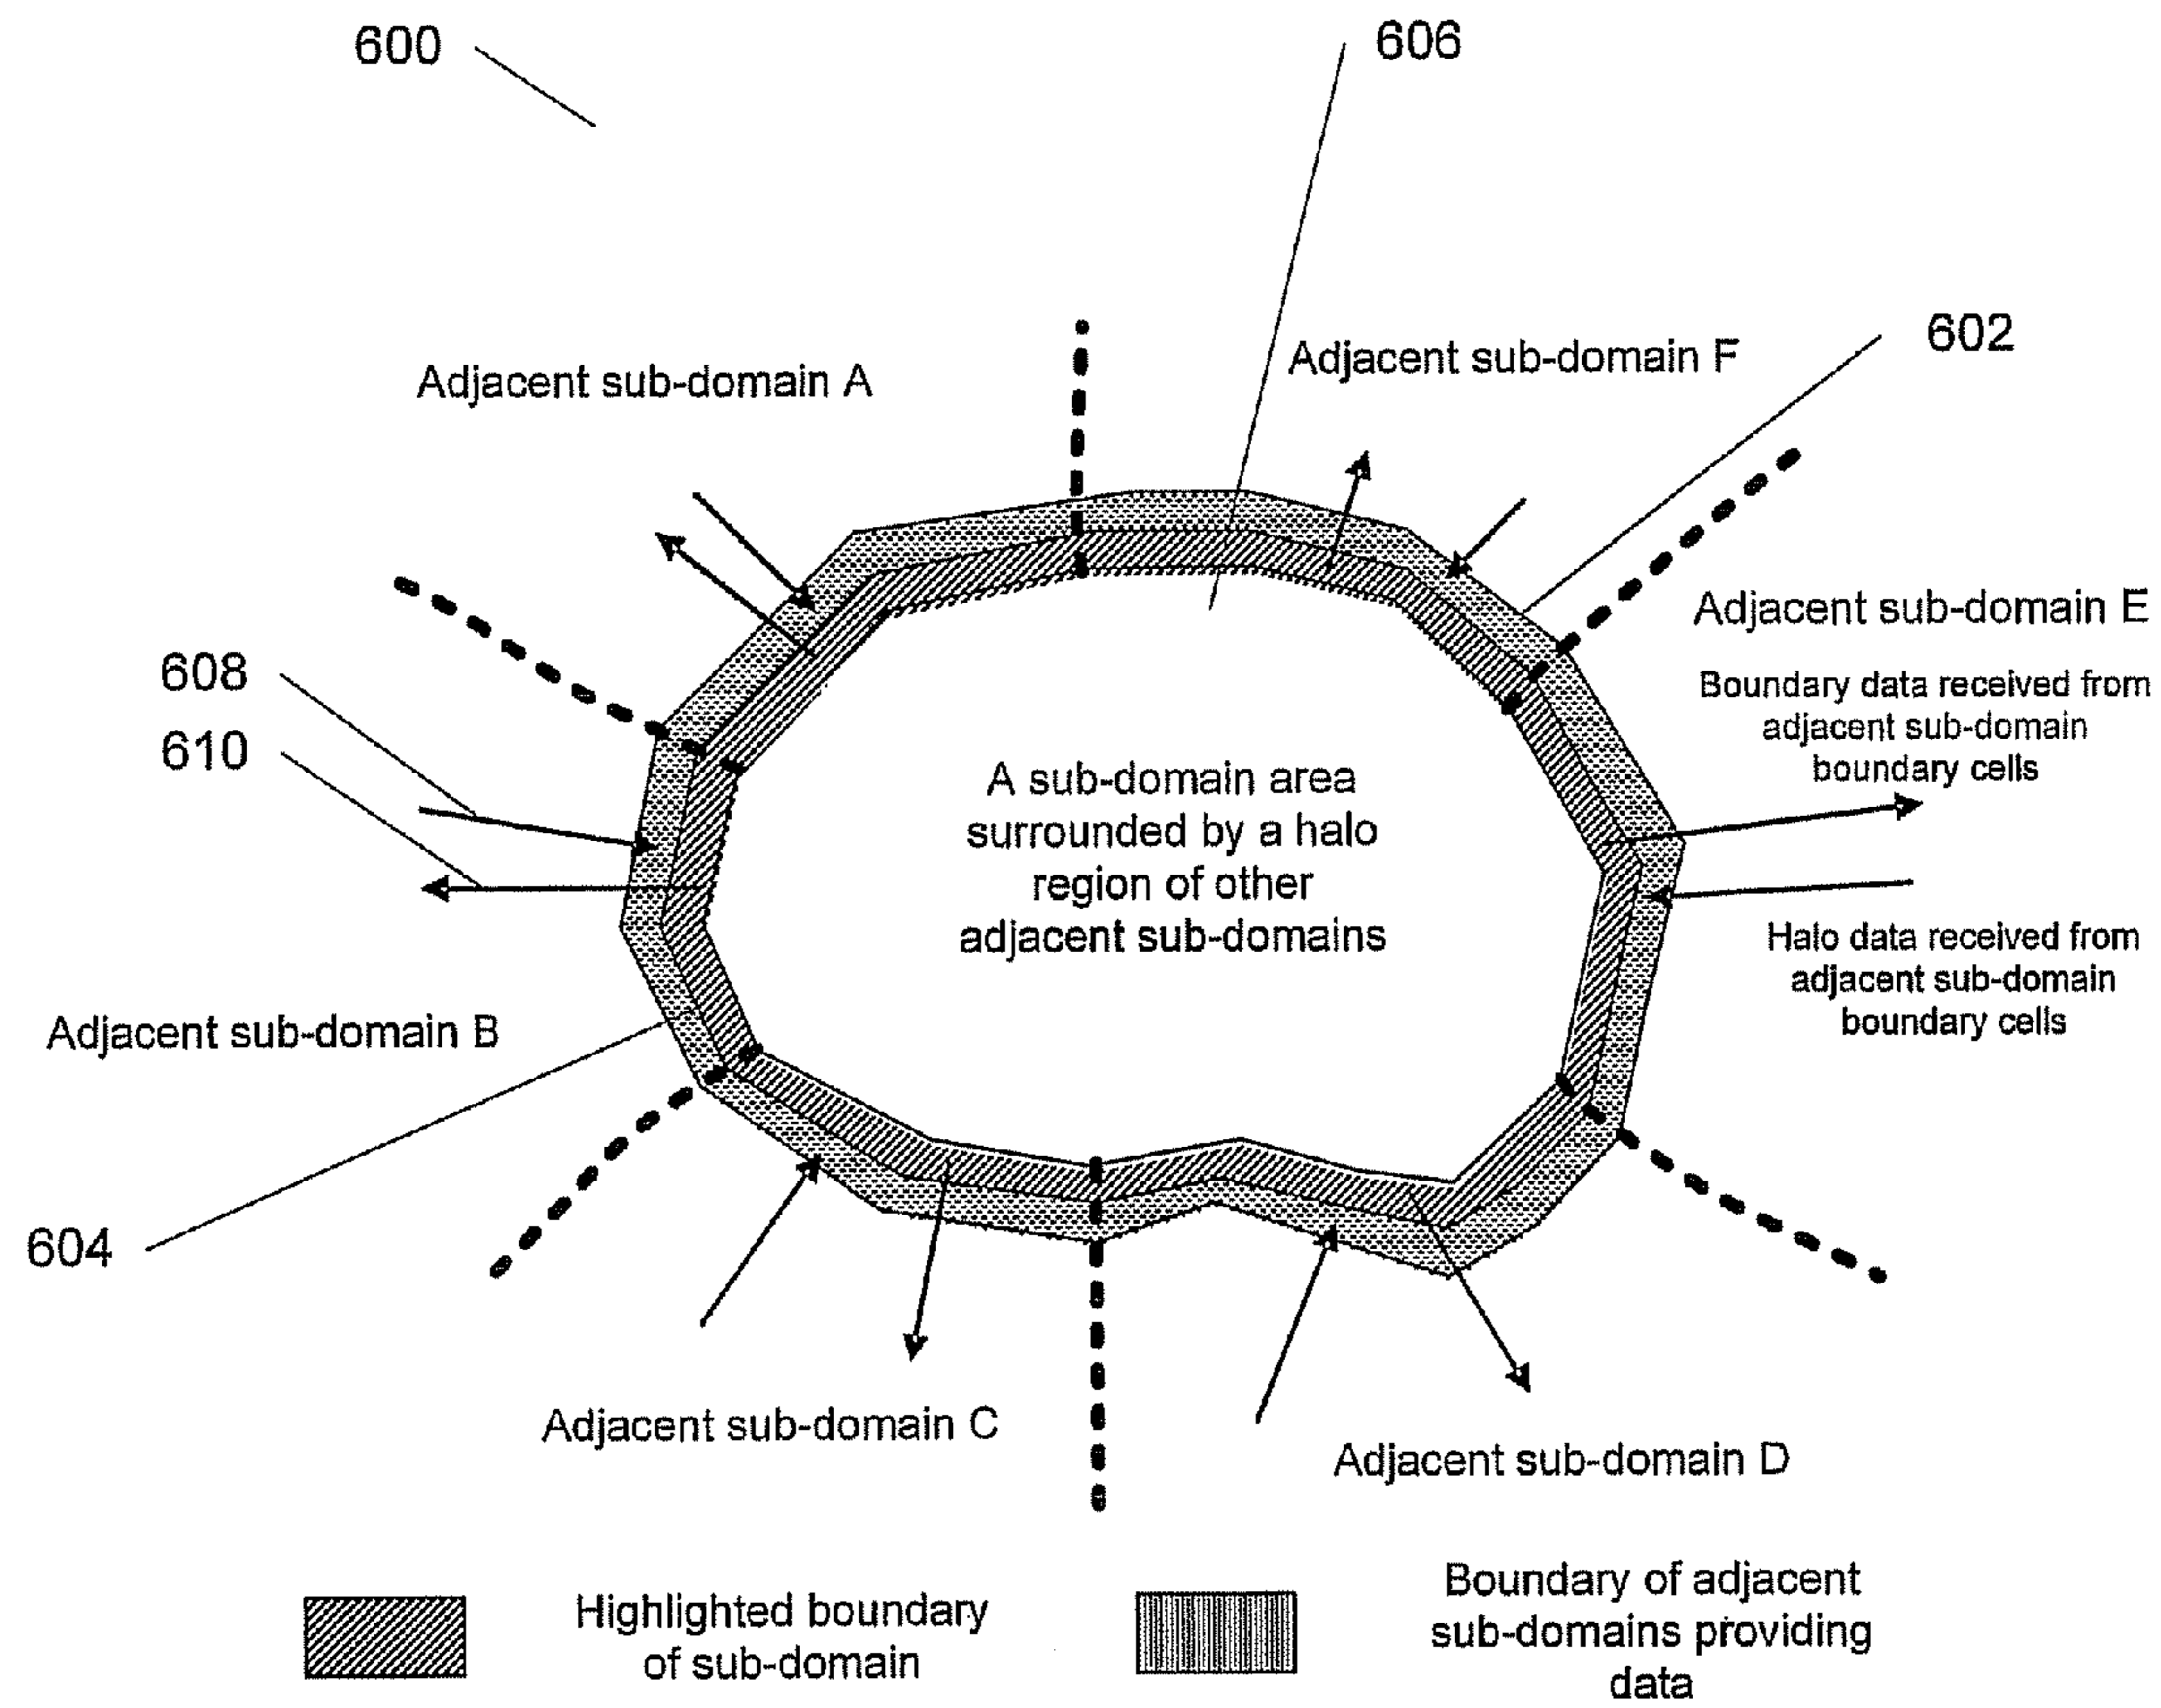 600
606
602
Adjacent sub-domain F
Adjacent sub-domain A
Adjacent sub-domain E
Boundary data received from
adjacent sub-domain
boundary cells
608
610
A sub-domain area
surrounded by a halo
region of other
adjacent sub-domains
Halo data received from
adjacent sub-domain
boundary cells
Adjacent sub-domain B
604
Adjacent sub-domain C
Adjacent sub-domain D
Highlighted boundary
of sub-domain
Boundary of adjacent
sub-domains providing
data